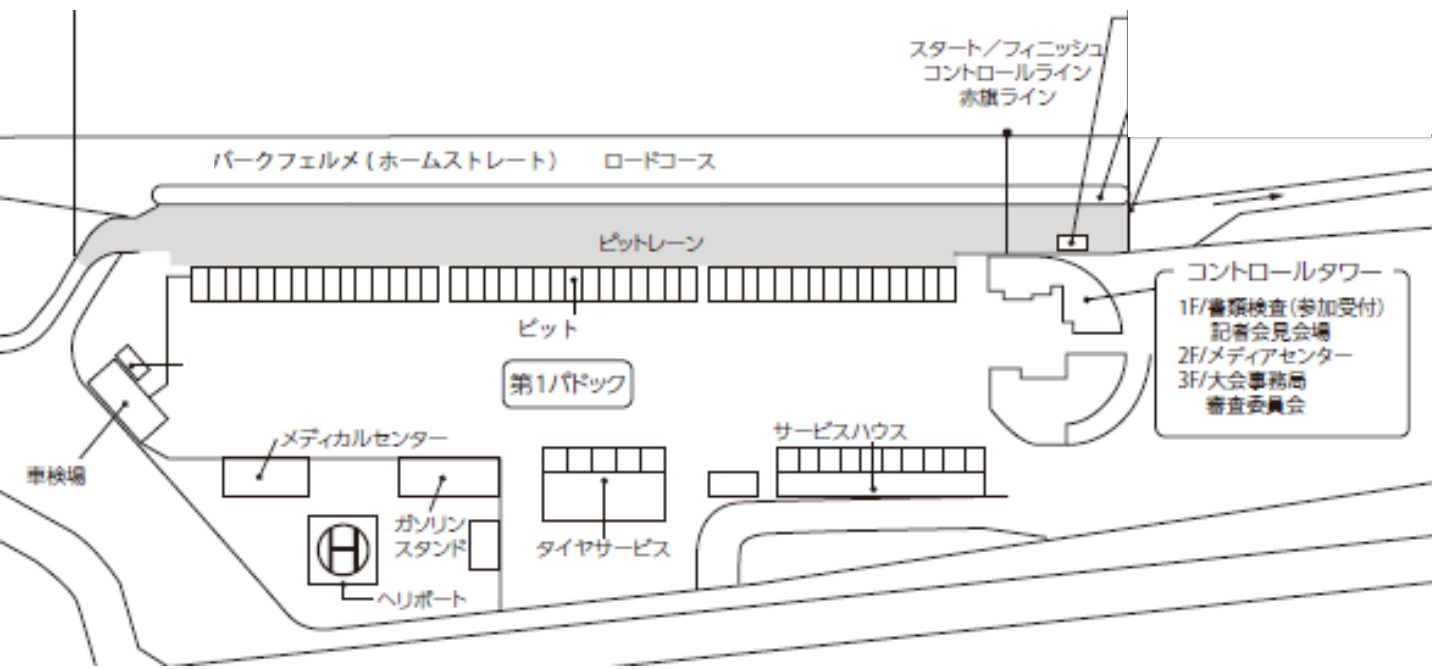 スタート／フィニッシュ
コントロールライン
赤旗ライン
パークフェルメ(ホームストレート)
ロードコース
ピットレーン
コントロールタワー
1F/書類検査(参加受付)
記者会見会場
2F/メディアセンター
3F/大会事務局
審査委員会
ピット
第1パドック
メディカルセンター
サービスハウス
車検場
ガソリン
スタンド
タイヤサービス
H
ヘリポート